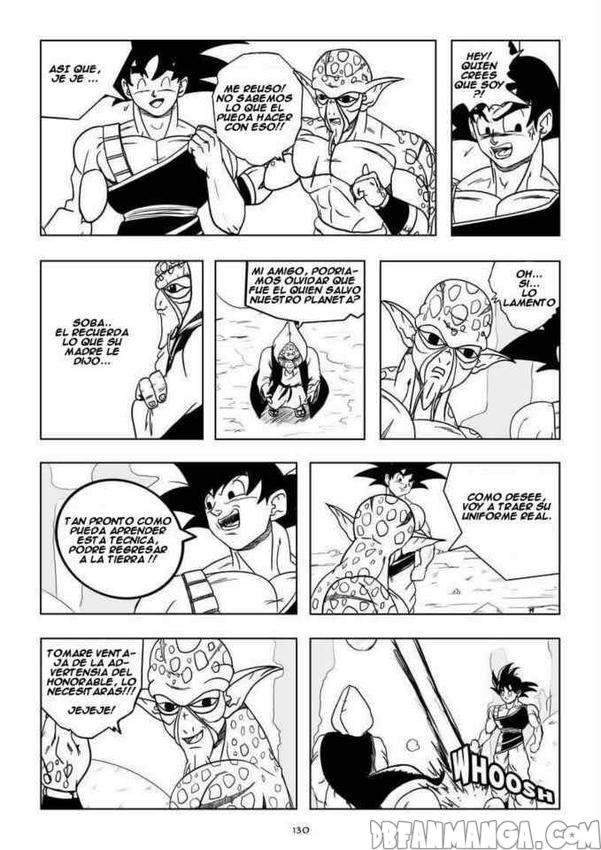 ASI QUE,
JE JE ...
ME REUSO!
NO SABEMOS
LO QUE EL
PUEDA HACER
CON ESO!!
HEY!
QUIEN
CREES
QUE SOY
?!
SOBA..
EL RECUERDA
LO QUE SU
MADRE LE
DIJO...
MI AMIGO, PODRIA-
MOS OLVIDAR QUE
FUE EL QUIEN SALVO
NUESTRO PLANETA?
OH...
SI...
LO
LAMENTO
TAN PRONTO COMO
PUEDA APRENDER
ESTA TECNICA,
PODRE REGRESAR
A LA TIERRA !!
COMO DESEE,
VOY A TRAER SU
UNIFORME REAL.
TOMARE VENTA-
JA DE LA AD-
VERTENSIA DEL
HONORABLE, LO
NECESITARAS!!!
JEJEJE!
WHOOSH
130
DBFANMANGA.COM